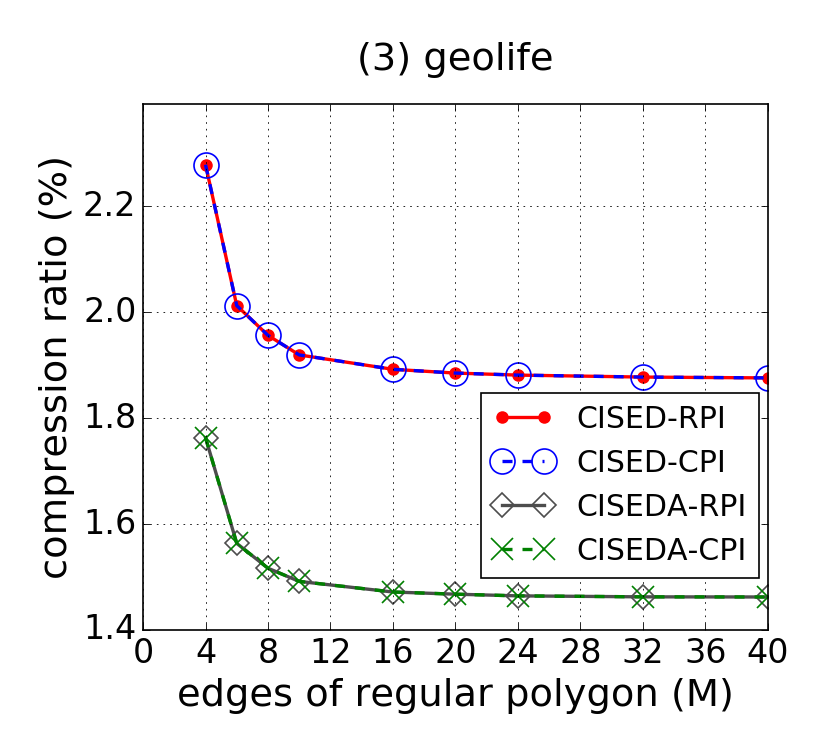 (3) geolife
compression ratio (%)
2.2
2.0
1.8
1.6
1.4
CISED-RPI
CISED-CPI
CISEDA-RPI
CISEDA-CPI
0 4 8 12 16 20 24 28 32 36 40
edges of regular polygon (M)